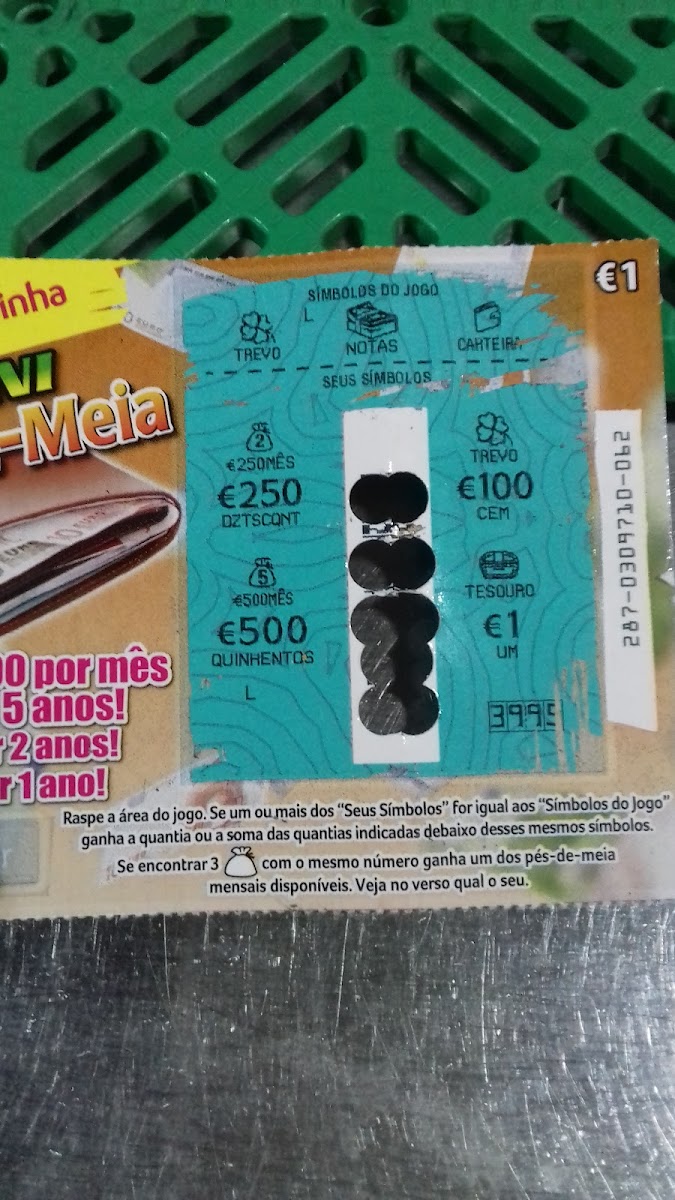 inha
€1
NI
-Meia
SÍMBOLOS DO JOGO
L
TREVO
NOTAS
CARTEIRA
SEUS SÍMBOLOS
2
€250MÊS
€250
DZTSCONT
TREVO
€100
CEM
5
€500MÊS
€500
QUINHENTOS
L
TESOURO
€1
UM
3995
287-0309710-062
00 por mês
5 anos!
r 2 anos!
r 1 ano!
Raspe a área do jogo. Se um ou mais dos “Seus Símbolos” for igual aos “Símbolos do Jogo”
ganha a quantia ou a soma das quantias indicadas debaixo desses mesmos símbolos.
Se encontrar 3 com o mesmo número ganha um dos pés-de-meia
mensais disponíveis. Veja no verso qual o seu.